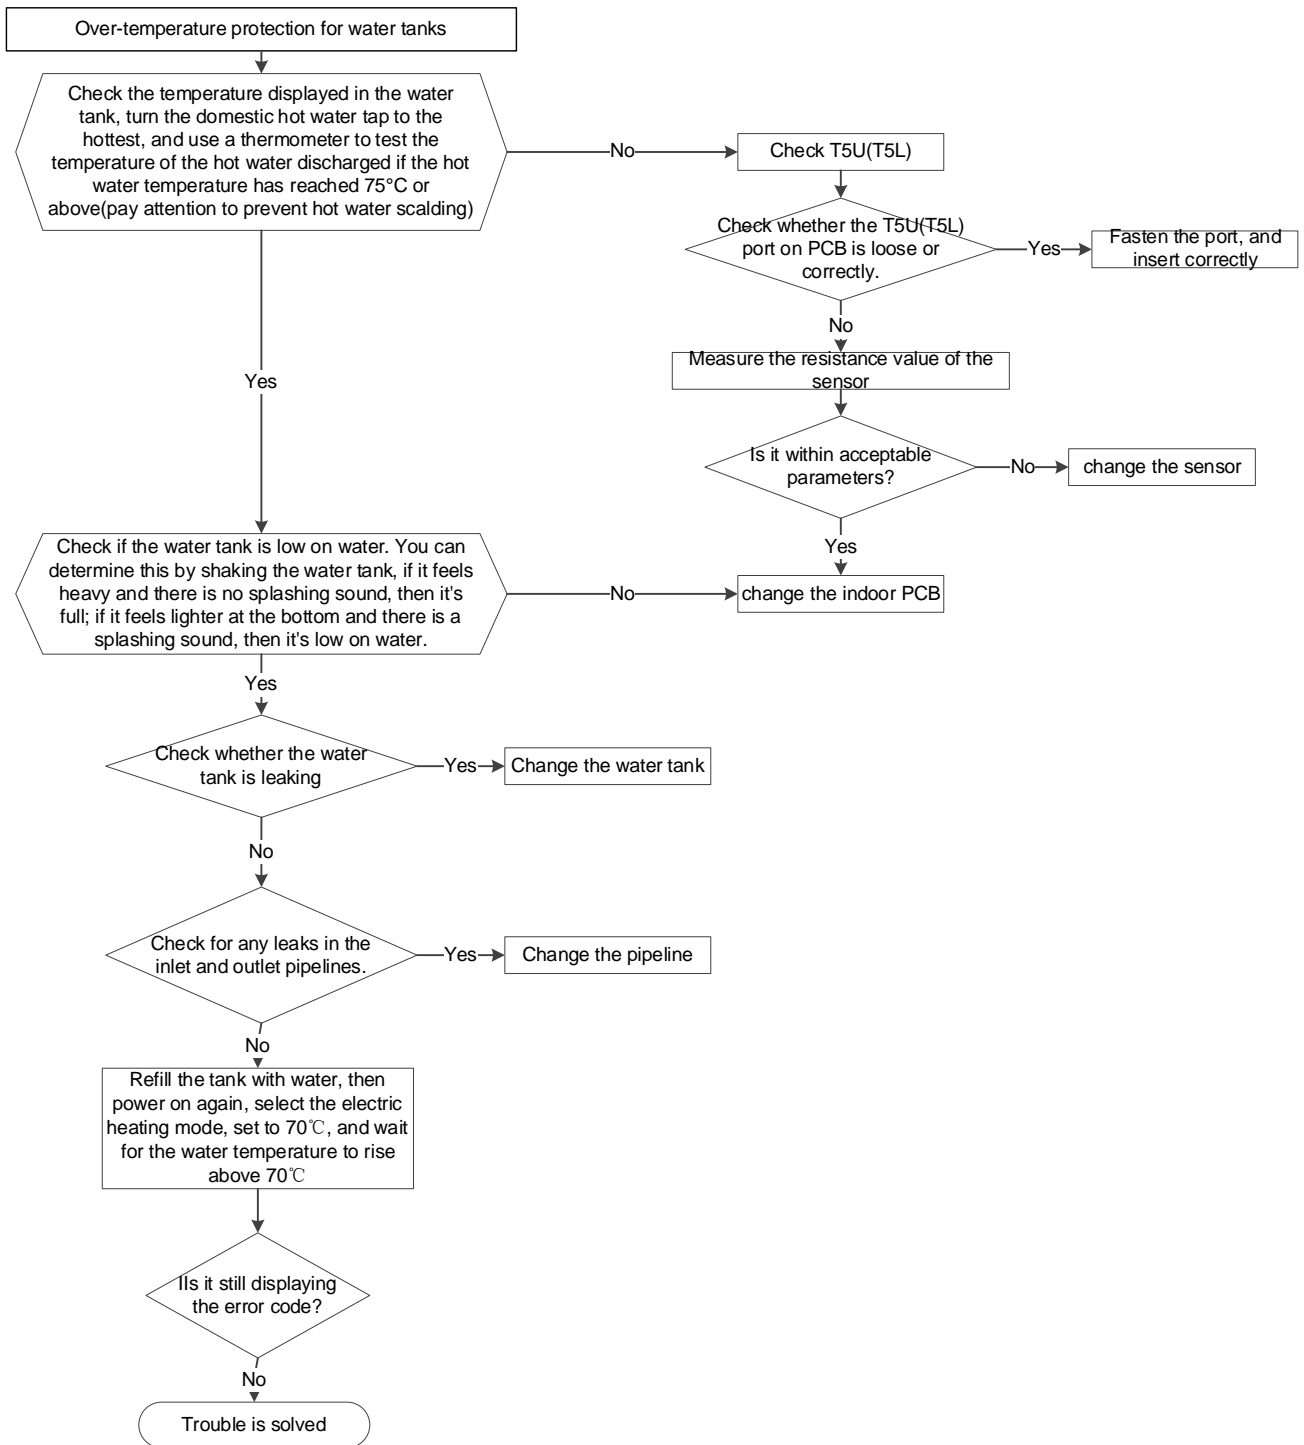 Over-temperature protection for water tanks
Check the temperature displayed in the water
tank, turn the domestic hot water tap to the
hottest, and use a thermometer to test the
temperature of the hot water discharged if the hot
water temperature has reached 75°C or
above(pay attention to prevent hot water scalding)
No
Check T5U(T5L)
Check whether the T5U(T5L)
port on PCB is loose or
correctly.
Yes
Fasten the port, and
insert correctly
No
Measure the resistance value of the
sensor
Yes
Is it within acceptable
parameters?
No
change the sensor
Yes
Check if the water tank is low on water. You can
determine this by shaking the water tank, if it feels
heavy and there is no splashing sound, then it's
full; if it feels lighter at the bottom and there is a
splashing sound, then it's low on water.
No
change the indoor PCB
Yes
Check whether the water
tank is leaking
Yes
Change the water tank
No
Check for any leaks in the
inlet and outlet pipelines.
Yes
Change the pipeline
No
Refill the tank with water, then
power on again, select the electric
heating mode, set to 70℃, and wait
for the water temperature to rise
above 70℃
IIs it still displaying
the error code?
No
Trouble is solved